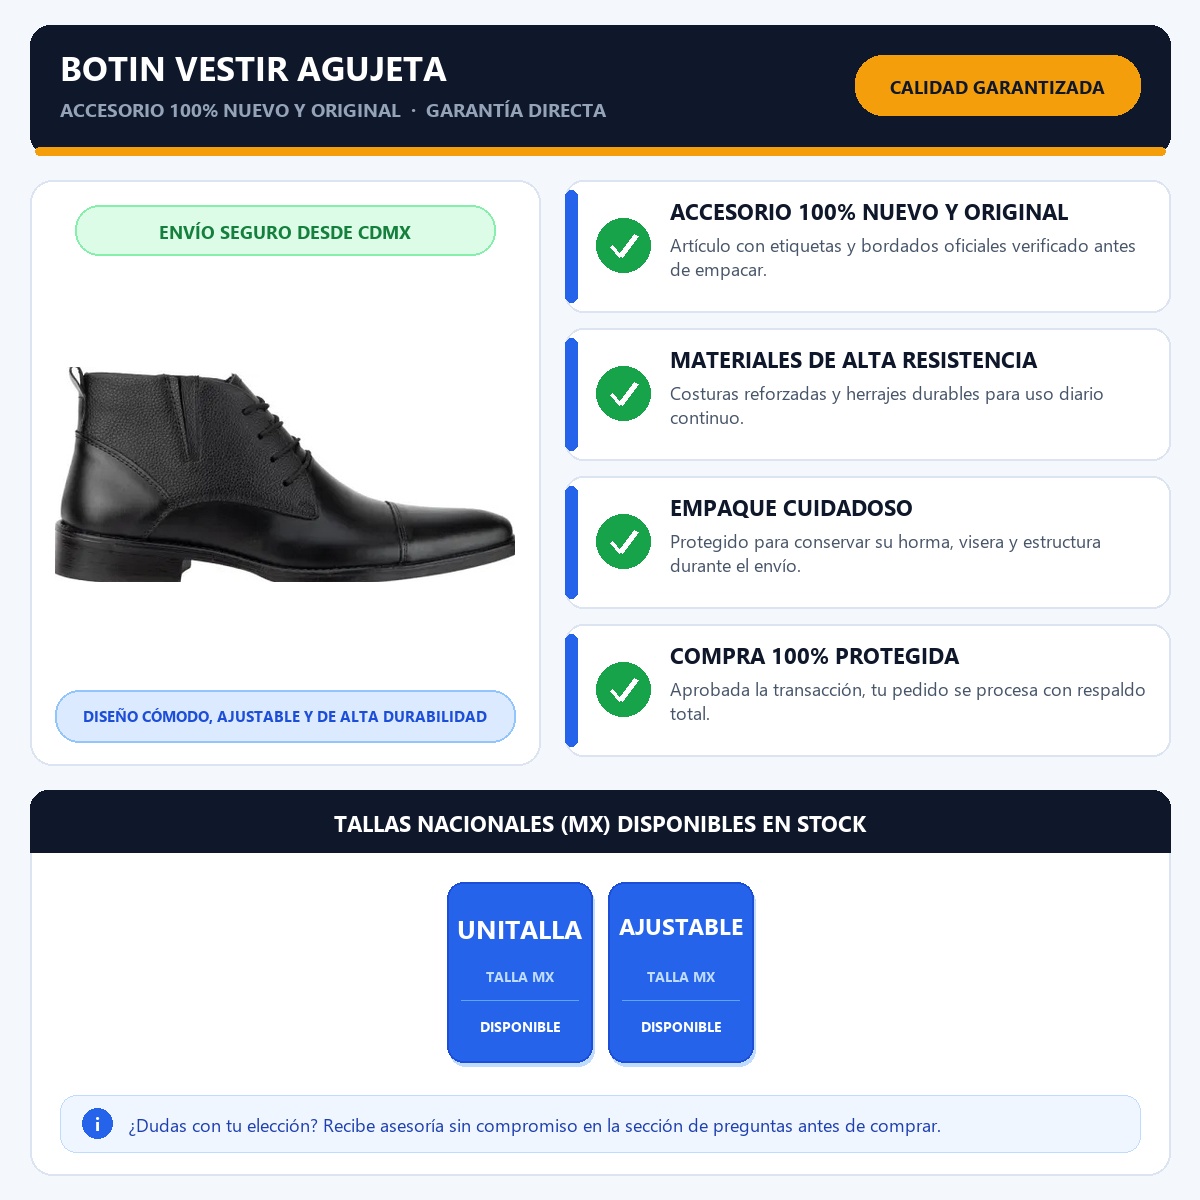 BOTIN VESTIR AGUJETA
ACCESORIO 100% NUEVO Y ORIGINAL · GARANTÍA DIRECTA
CALIDAD GARANTIZADA
ENVÍO SEGURO DESDE CDMX
DISEÑO CÓMODO, AJUSTABLE Y DE ALTA DURABILIDAD
ACCESORIO 100% NUEVO Y ORIGINAL
Artículo con etiquetas y bordados oficiales verificado antes
de empacar.
MATERIALES DE ALTA RESISTENCIA
Costuras reforzadas y herrajes durables para uso diario
continuo.
EMPAQUE CUIDADOSO
Protegido para conservar su horma, visera y estructura
durante el envío.
COMPRA 100% PROTEGIDA
Aprobada la transacción, tu pedido se procesa con respaldo
total.
TALLAS NACIONALES (MX) DISPONIBLES EN STOCK
UNITALLA
TALLA MX
DISPONIBLE
AJUSTABLE
TALLA MX
DISPONIBLE
¿Dudas con tu elección? Recibe asesoría sin compromiso en la sección de preguntas antes de comprar.